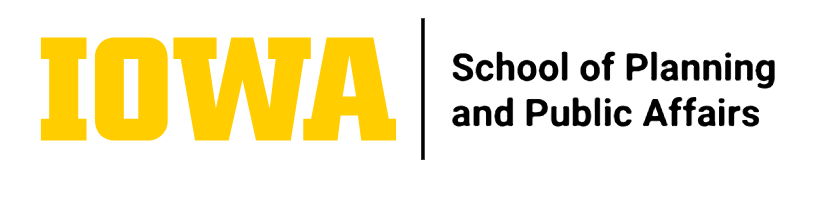 IOWA
School of Planning
and Public Affairs